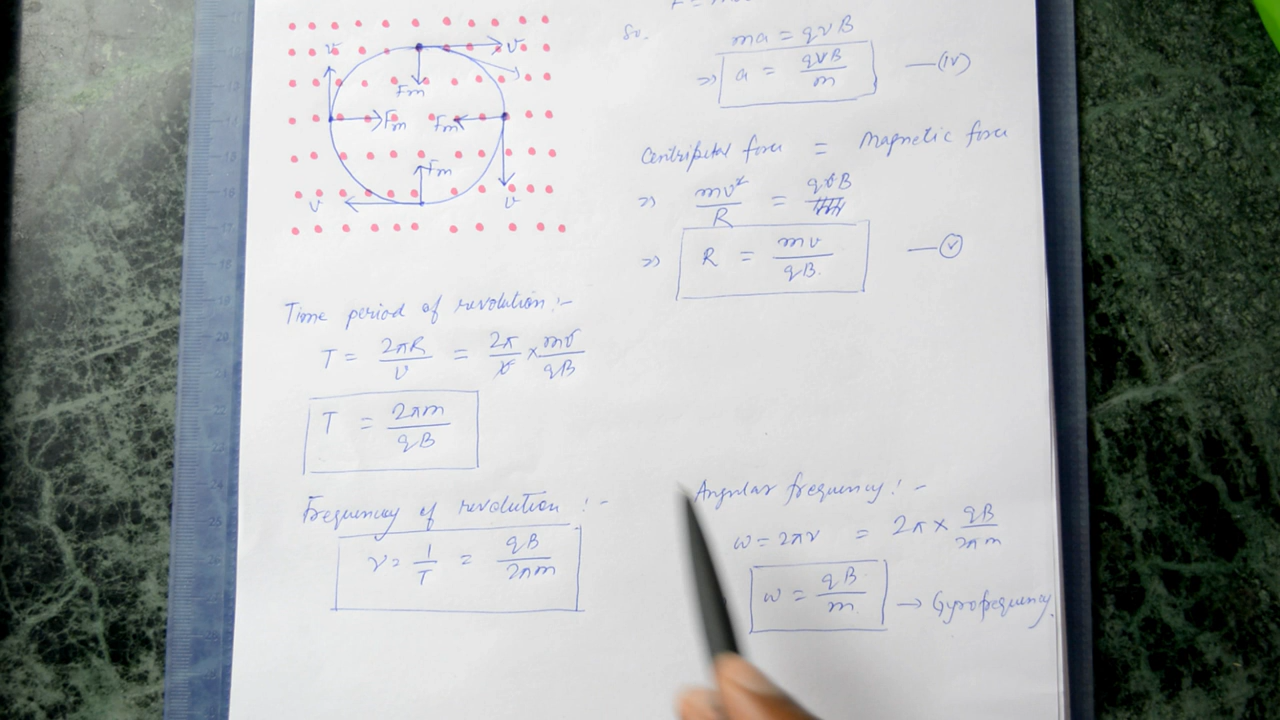 v
v
Fm
Fm
Fm
Fm
v
v
So,
ma = qvB
=> a = qvB/m —(iv)
Centripetal force = Magnetic force
=> mv²/R = qvB
=> R = mv/qB —(v)
Time period of revolution :-
T = 2πR/v = 2π/v × mv/qB
T = 2πm/qB
Frequency of revolution :-
ν = 1/T = qB/2πm
Angular frequency :-
ω = 2πν = 2π × qB/2πm
ω = qB/m → Gyrofrequency.